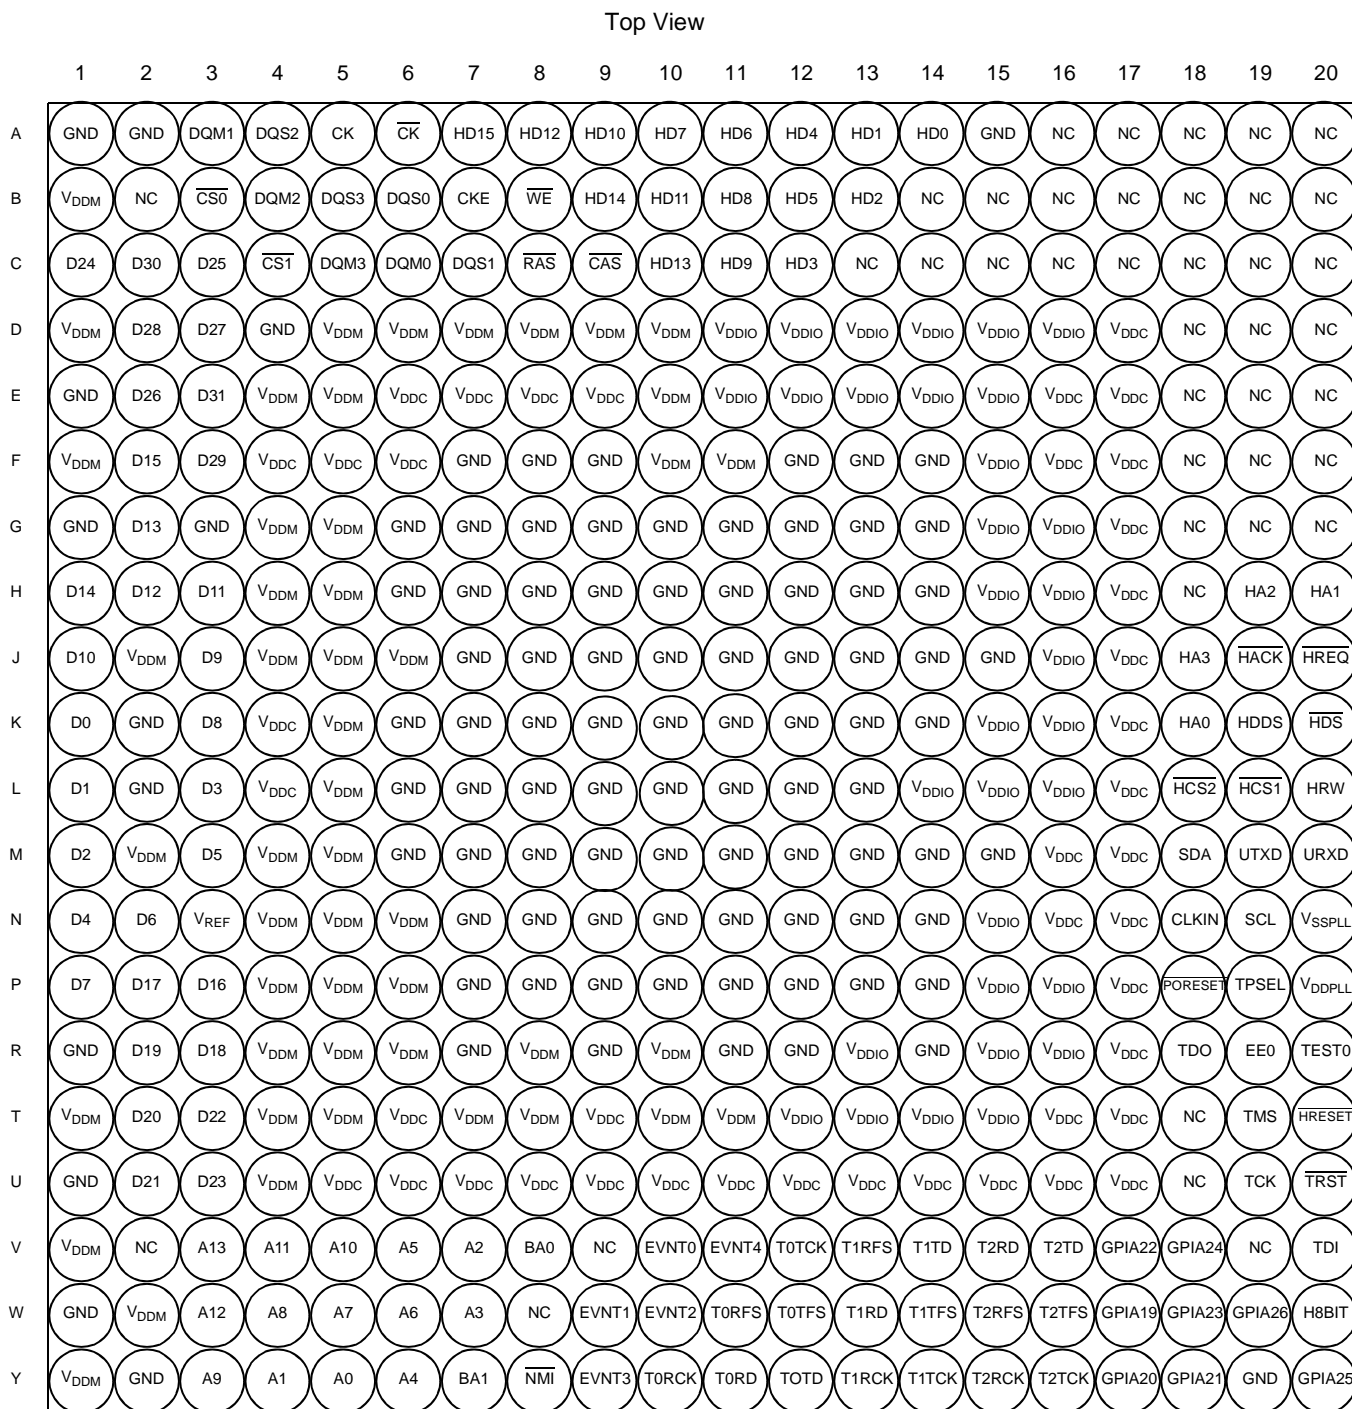 Top View
1 2 3 4 5 6 7 8 9 10 11 12 13 14 15 16 17 18 19 20
A GND GND DQM1 DQS2 CK CK HD15 HD12 HD10 HD7 HD6 HD4 HD1 HD0 GND NC NC NC NC NC
B VDDM NC CS0 DQM2 DQS3 DQS0 CKE WE HD14 HD11 HD8 HD5 HD2 NC NC NC NC NC NC NC
C D24 D30 D25 CS1 DQM3 DQM0 DQS1 RAS CAS HD13 HD9 HD3 NC NC NC NC NC NC NC NC
D VDDM D28 D27 GND VDDM VDDM VDDM VDDM VDDM VDDM VDDIO VDDIO VDDIO VDDIO VDDIO VDDIO VDDC NC NC NC
E GND D26 D31 VDDM VDDM VDDC VDDC VDDC VDDC VDDM VDDIO VDDIO VDDIO VDDIO VDDIO VDDC VDDC NC NC NC
F VDDM D15 D29 VDDC VDDC VDDC GND GND GND VDDM VDDM GND GND GND VDDIO VDDC VDDC NC NC NC
G GND D13 GND VDDM VDDM GND GND GND GND GND GND GND GND GND VDDIO VDDIO VDDC NC NC NC
H D14 D12 D11 VDDM VDDM GND GND GND GND GND GND GND GND GND VDDIO VDDIO VDDC NC HA2 HA1
J D10 VDDM D9 VDDM VDDM VDDM GND GND GND GND GND GND GND GND GND VDDIO VDDC HA3 HACK HREQ
K D0 GND D8 VDDC VDDM GND GND GND GND GND GND GND GND GND VDDIO VDDIO VDDC HA0 HDDS HDS
L D1 GND D3 VDDC VDDM GND GND GND GND GND GND GND GND VDDIO VDDIO VDDIO VDDC HCS2 HCS1 HRW
M D2 VDDM D5 VDDM VDDM GND GND GND GND GND GND GND GND GND GND VDDC VDDC SDA UTXD URXD
N D4 D6 VREF VDDM VDDM VDDM GND GND GND GND GND GND GND GND VDDIO VDDC VDDC CLKIN SCL VSSPLL
P D7 D17 D16 VDDM VDDM VDDM GND GND GND GND GND GND GND GND VDDIO VDDIO VDDC PORESET TPSEL VDDPLL
R GND D19 D18 VDDM VDDM VDDM GND VDDM GND VDDM GND GND VDDIO GND VDDIO VDDIO VDDC TDO EE0 TEST0
T VDDM D20 D22 VDDM VDDM VDDC VDDM VDDM VDDC VDDM VDDM VDDIO VDDIO VDDIO VDDIO VDDC VDDC NC TMS HRESET
U GND D21 D23 VDDM VDDC VDDC VDDC VDDC VDDC VDDC VDDC VDDC VDDC VDDC VDDC VDDC VDDC NC TCK TRST
V VDDM NC A13 A11 A10 A5 A2 BA0 NC EVNT0 EVNT4 T0TCK T1RFS T1TD T2RD T2TD GPIA22 GPIA24 NC TDI
W GND VDDM A12 A8 A7 A6 A3 NC EVNT1 EVNT2 T0RFS T0TFS T1RD T1TFS T2RFS T2TFS GPIA19 GPIA23 GPIA26 H8BIT
Y VDDM GND A9 A1 A0 A4 BA1 NMI EVNT3 T0RCK T0RD TOTD T1RCK T1TCK T2RCK T2TCK GPIA20 GPIA21 GND GPIA25